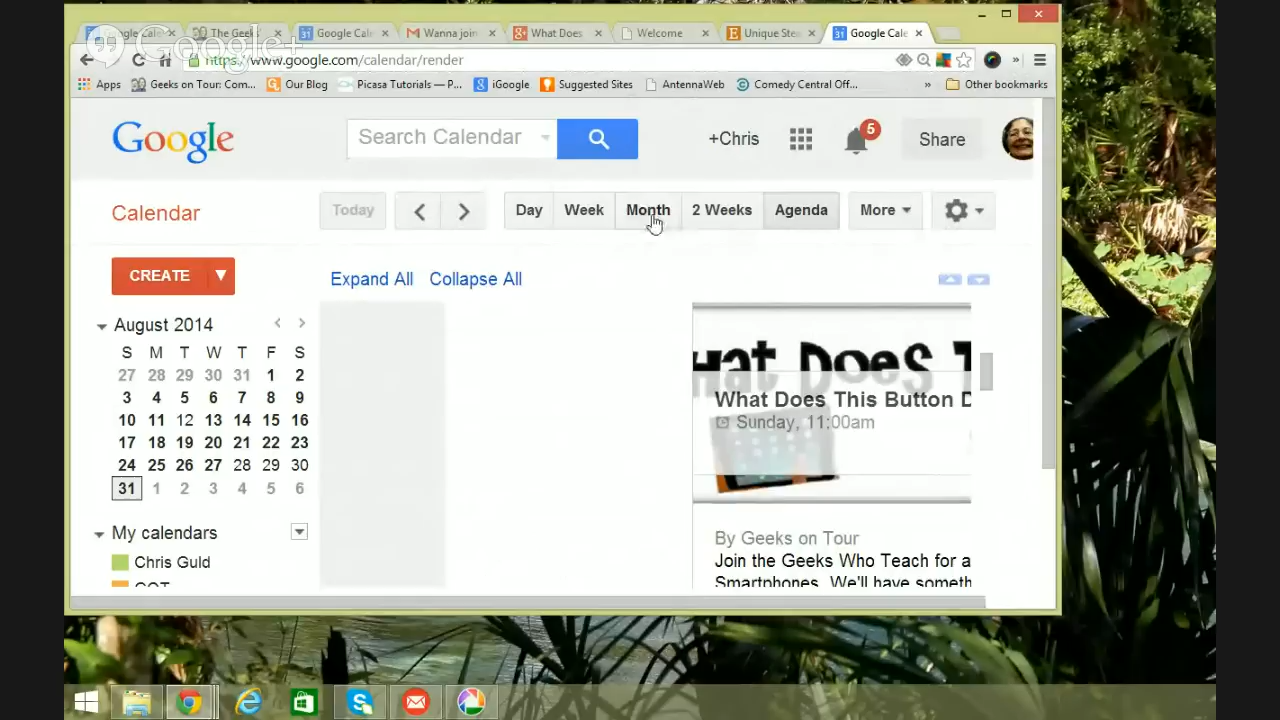 Google Cale
The Geek
Google Cal
Wanna join
What Does
Welcome
Unique Ste
Google Cale
Google+
https://www.google.com/calendar/render
Apps
Geeks on Tour: Com...
Our Blog
Picasa Tutorials — P...
iGoogle
Suggested Sites
AntennaWeb
Comedy Central Off...
»
Other bookmarks
Google
Search Calendar
+Chris
5
Share
Calendar
Today
Day
Week
Month
2 Weeks
Agenda
More
CREATE
Expand All
Collapse All
August 2014
S M T W T F S
27 28 29 30 31 1 2
3 4 5 6 7 8 9
10 11 12 13 14 15 16
17 18 19 20 21 22 23
24 25 26 27 28 29 30
31 1 2 3 4 5 6
My calendars
Chris Guld
GOT
hat Does T
What Does This Button D
Sunday, 11:00am
By Geeks on Tour
Join the Geeks Who Teach for a
Smartphones. We'll have someth